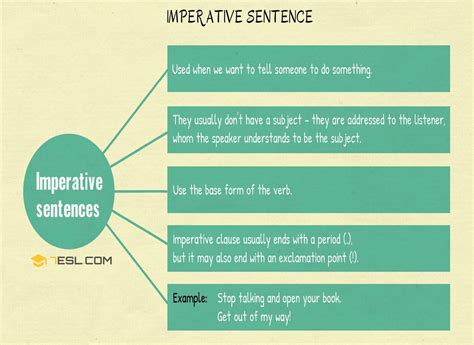 IMPERATIVE SENTENCE
Used when we want to tell someone to do something.
They usually don't have a subject – they are addressed to the listener,
whom the speaker understands to be the subject.
Imperative
sentences
Use the base form of the verb.
7ESL.COM
Imperative clause usually ends with a period (.),
but it may also end with an exclamation point (!).
Example: Stop talking and open your book.
Get out of my way!